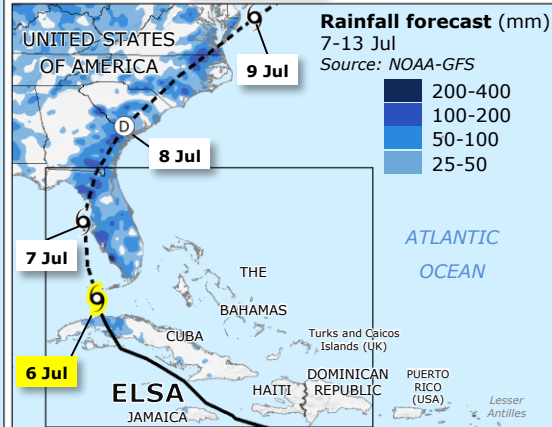 UNITED STATES
OF AMERICA
Rainfall forecast (mm)
7-13 Jul
Source: NOAA-GFS
200-400
100-200
50-100
25-50
9 Jul
D
8 Jul
7 Jul
ATLANTIC
OCEAN
THE
BAHAMAS
6 Jul
CUBA
Turks and Caicos
Islands (UK)
ELSA
HAITI
DOMINICAN
REPUBLIC
PUERTO
RICO
(USA)
JAMAICA
Lesser
Antilles